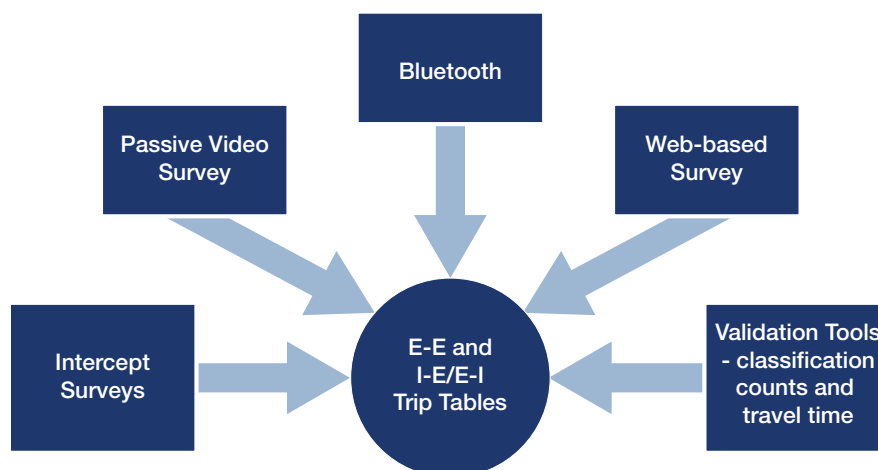 Bluetooth
Passive Video
Survey
Web-based
Survey
Intercept
Surveys
E-E and
I-E/E-I
Trip Tables
Validation Tools
- classification
counts and
travel time